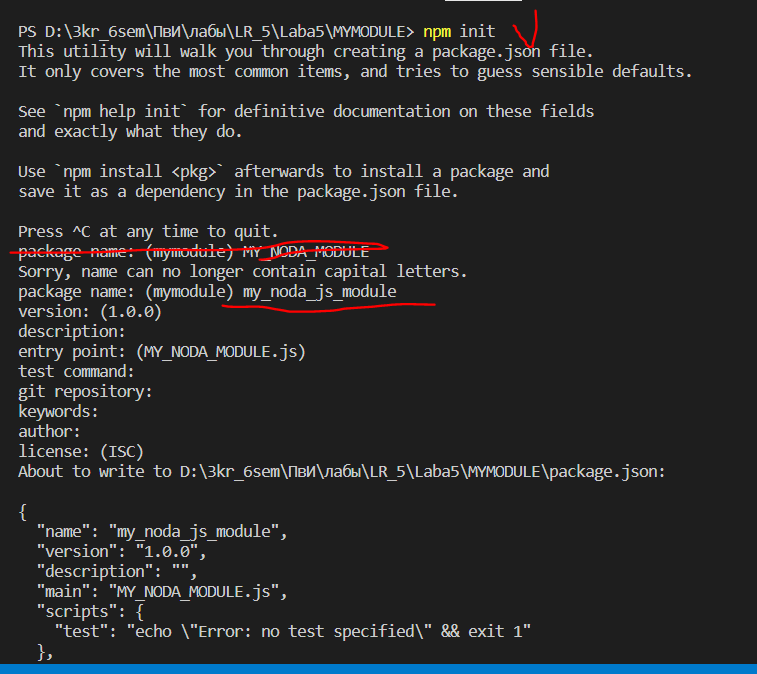 PS D:\3kr_6sem\ПвИ\лабы\LR_5\Laba5\MYMODULE> npm init
This utility will walk you through creating a package.json file.
It only covers the most common items, and tries to guess sensible defaults.
See `npm help init` for definitive documentation on these fields
and exactly what they do.
Use `npm install <pkg>` afterwards to install a package and
save it as a dependency in the package.json file.
Press ^C at any time to quit.
package name: (mymodule) MY_NODA_MODULE
Sorry, name can no longer contain capital letters.
package name: (mymodule) my_noda_js_module
version: (1.0.0)
description:
entry point: (MY_NODA_MODULE.js)
test command:
git repository:
keywords:
author:
license: (ISC)
About to write to D:\3kr_6sem\ПвИ\лабы\LR_5\Laba5\MYMODULE\package.json:
{
"name": "my_noda_js_module",
"version": "1.0.0",
"description": "",
"main": "MY_NODA_MODULE.js",
"scripts": {
"test": "echo \"Error: no test specified\" && exit 1"
},